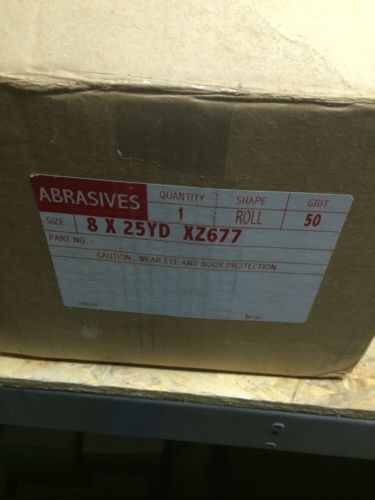 ABRASIVES QUANTITY SHAPE GRIT
1 ROLL 50
SIZE: 8 X 25YD XZ677
PART NO.:
CAUTION: WEAR EYE AND BODY PROTECTION